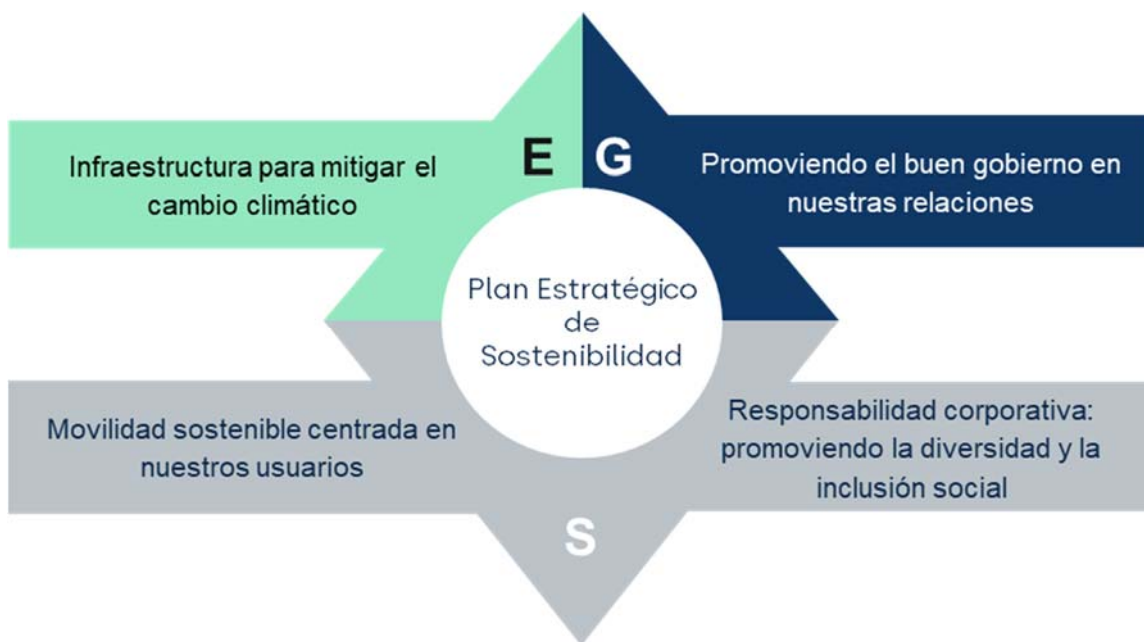 E
G
Infraestructura para mitigar el
cambio climático
Promoviendo el buen gobierno en
nuestras relaciones
Plan Estratégico
de
Sostenibilidad
Movilidad sostenible centrada en
nuestros usuarios
Responsabilidad corporativa:
promoviendo la diversidad y la
inclusión social
S